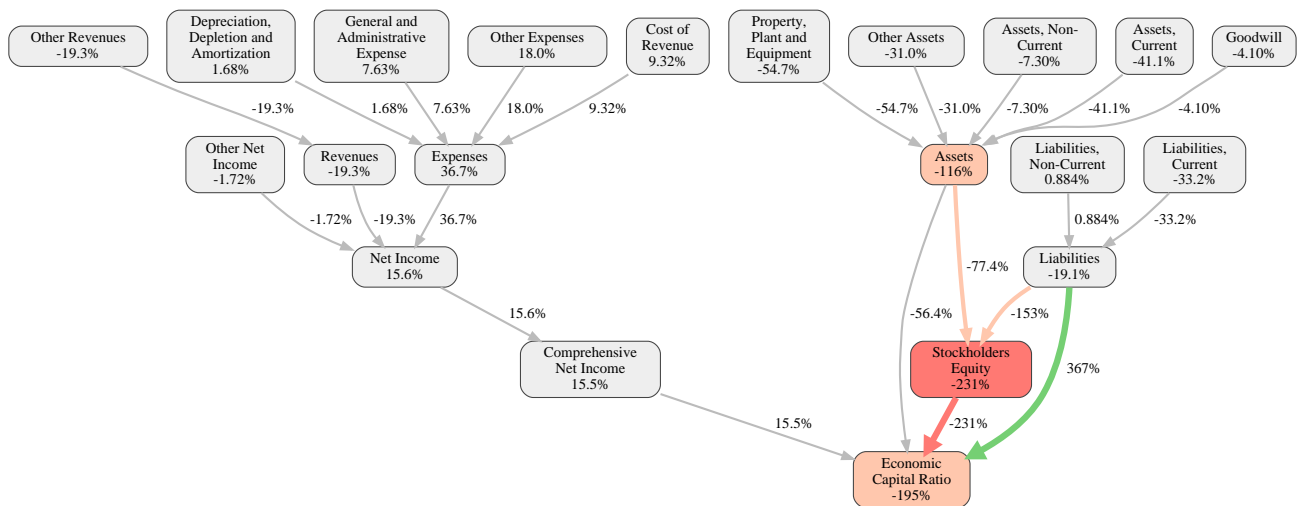 Other Revenues
-19.3%
Depreciation,
Depletion and
Amortization
1.68%
General and
Administrative
Expense
7.63%
Other Expenses
18.0%
Cost of
Revenue
9.32%
Property,
Plant and
Equipment
-54.7%
Other Assets
-31.0%
Assets, Non-
Current
-7.30%
Assets,
Current
-41.1%
Goodwill
-4.10%
-19.3%
1.68%
7.63%
18.0%
9.32%
-54.7%
-31.0%
-7.30%
-41.1%
-4.10%
Other Net
Income
-1.72%
Revenues
-19.3%
Expenses
36.7%
Assets
-116%
Liabilities,
Non-Current
0.884%
Liabilities,
Current
-33.2%
-1.72%
-19.3%
36.7%
0.884%
-33.2%
Net Income
15.6%
-77.4%
Liabilities
-19.1%
15.6%
-56.4%
-153%
Comprehensive
Net Income
15.5%
Stockholders
Equity
-231%
367%
15.5%
-231%
Economic
Capital Ratio
-195%